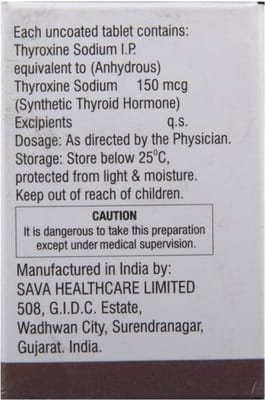 Each uncoated tablet contains:
Thyroxine Sodium I.P.
equivalent to (Anhydrous)
Thyroxine Sodium 150 mcg
(Synthetic Thyroid Hormone)
Excipients q.s.
Dosage: As directed by the Physician.
Storage: Store below 25°C,
protected from light & moisture.
Keep out of reach of children.
CAUTION
It is dangerous to take this preparation
except under medical supervision.
Manufactured in India by:
SAVA HEALTHCARE LIMITED
508, G.I.D.C. Estate,
Wadhwan City, Surendranagar,
Gujarat. India.